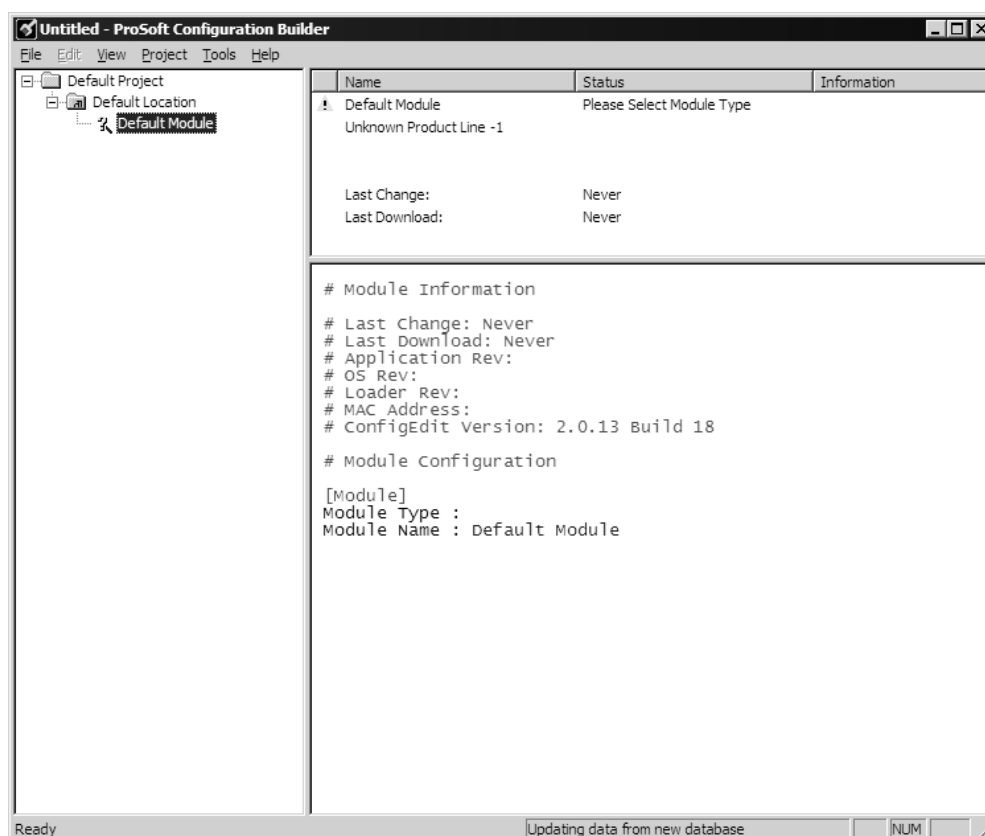 Untitled - ProSoft Configuration Builder
File Edit View Project Tools Help
Default Project
Default Location
Default Module
Name Status Information
Default Module Please Select Module Type
Unknown Product Line -1
Last Change: Never
Last Download: Never
# Module Information
# Last Change: Never
# Last Download: Never
# Application Rev:
# OS Rev:
# Loader Rev:
# MAC Address:
# ConfigEdit Version: 2.0.13 Build 18
# Module Configuration
[Module]
Module Type :
Module Name : Default Module
Ready Updating data from new database NUM